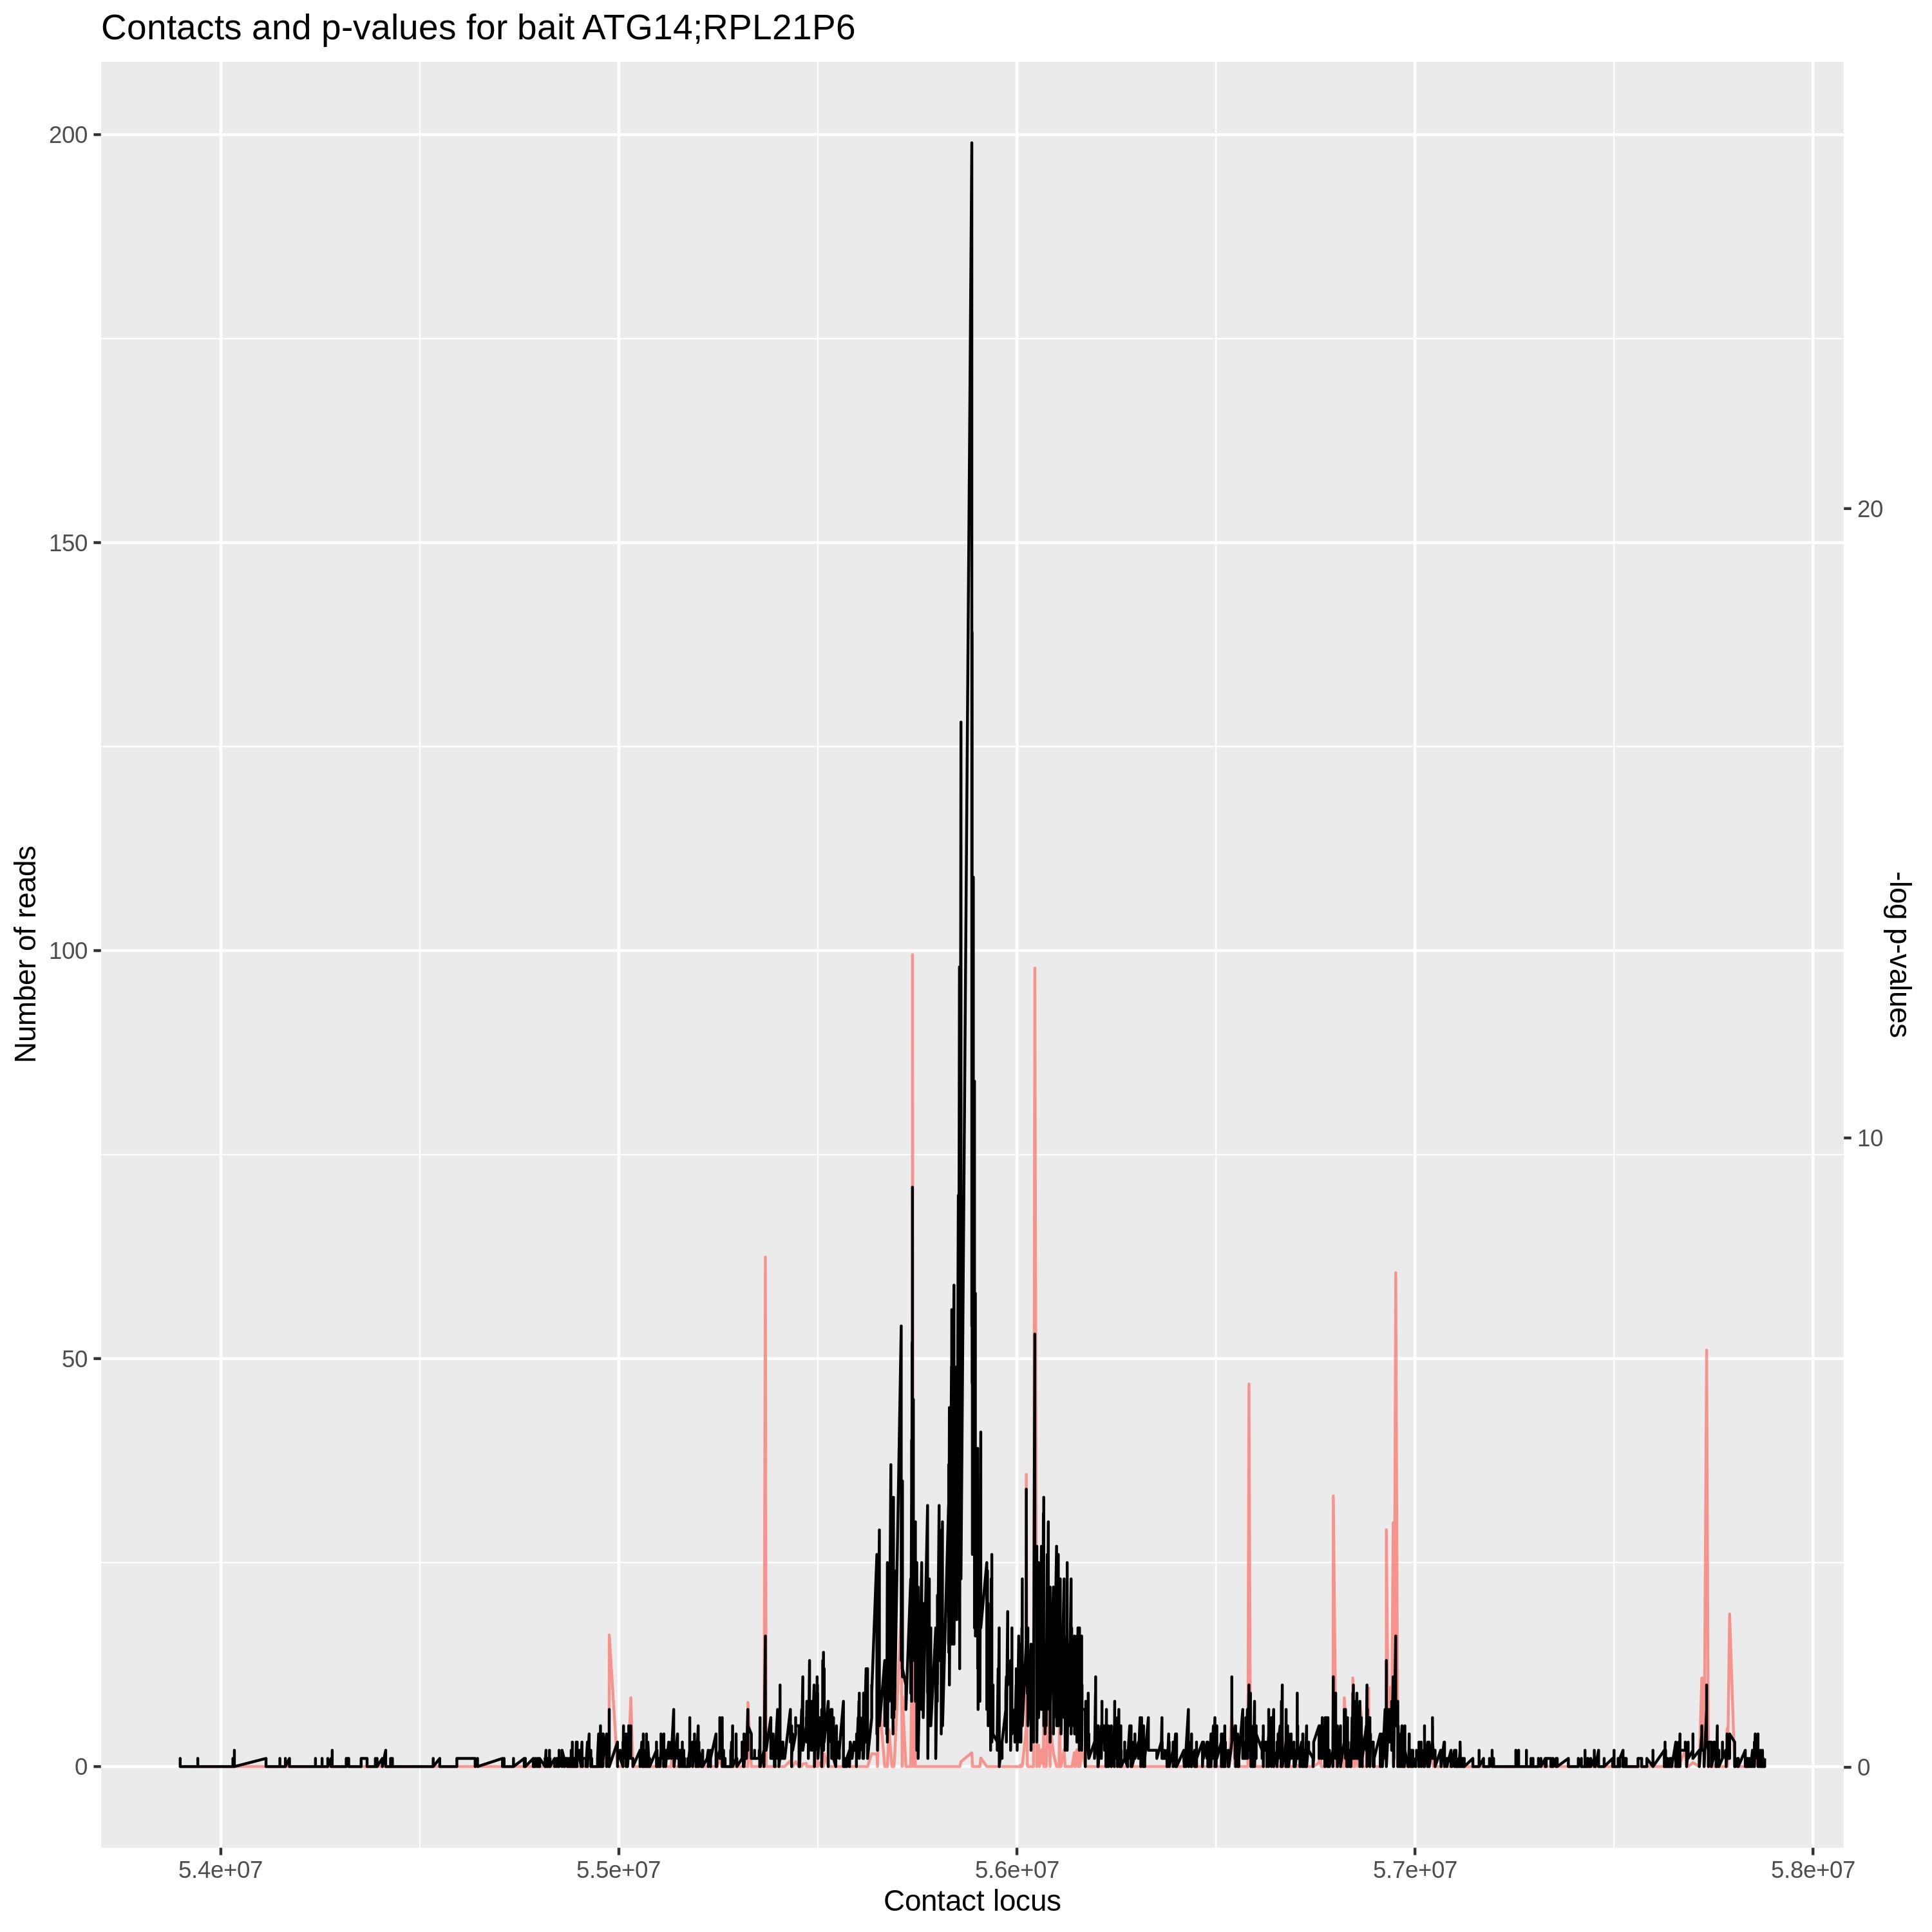 Contacts and p-values for bait ATG14;RPL21P6
200
150
100
50
0
Number of reads
20
10
0
-log p-values
5.4e+07
5.5e+07
5.6e+07
5.7e+07
5.8e+07
Contact locus